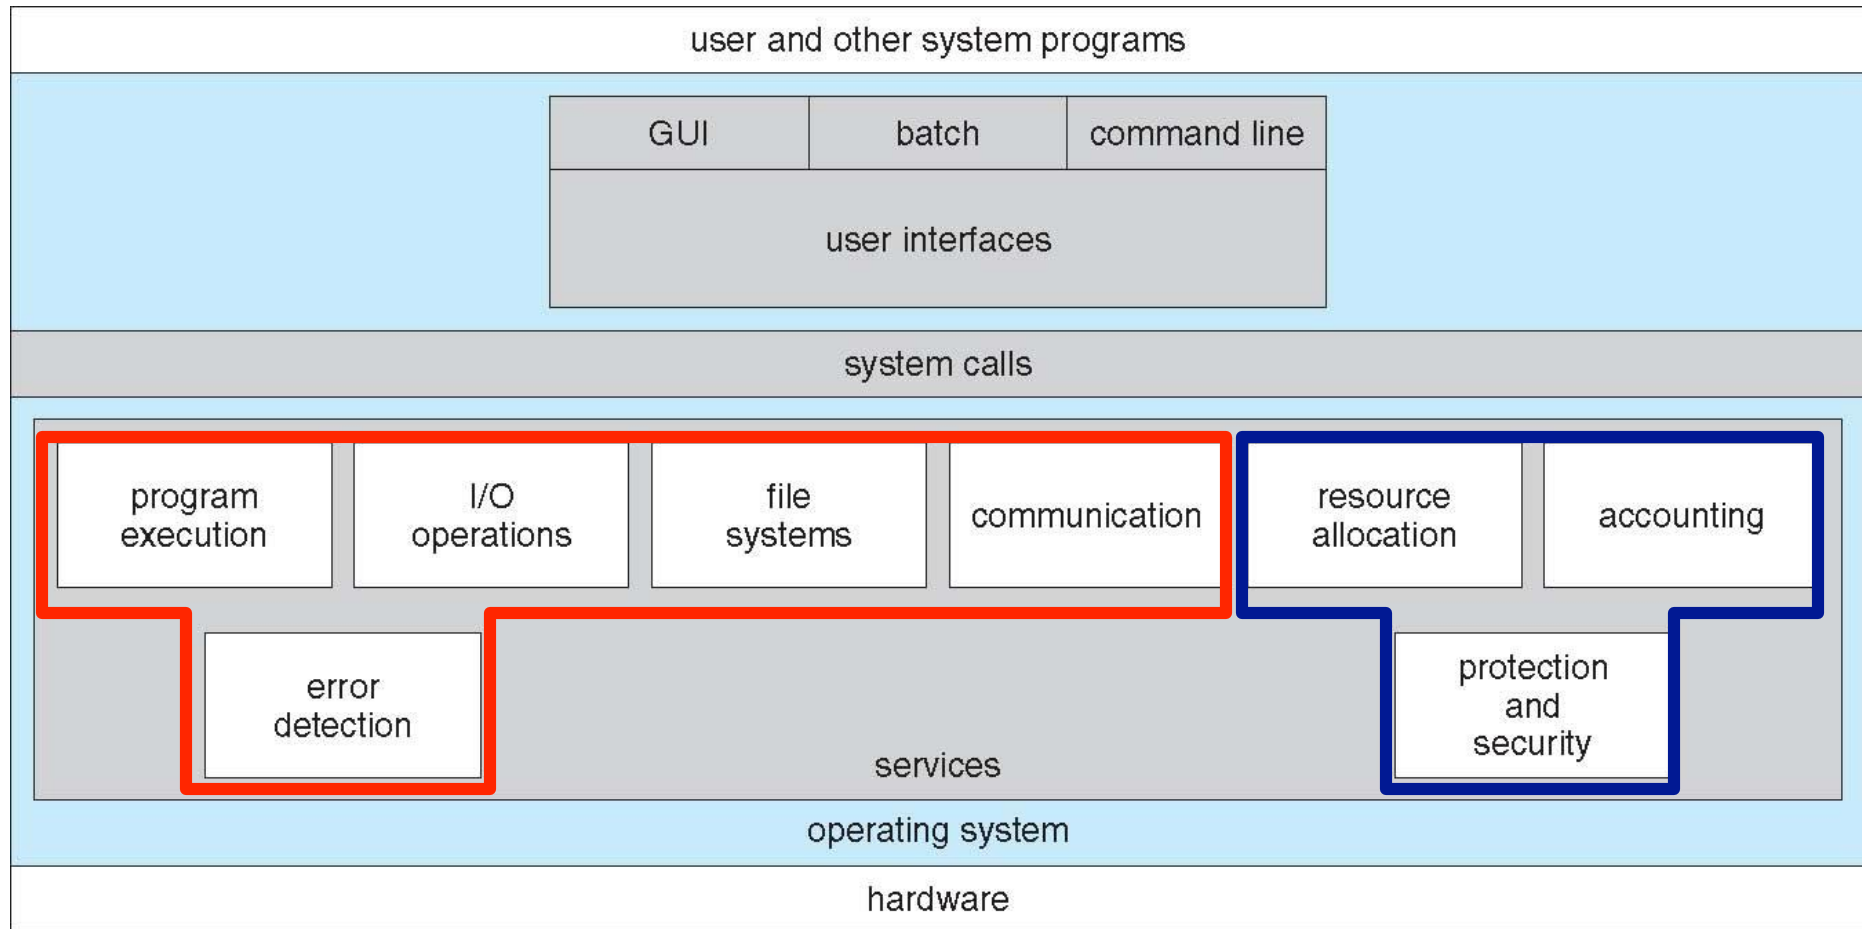 user and other system programs
GUI
batch
command line
user interfaces
system calls
program
execution
I/O
operations
file
systems
communication
resource
allocation
accounting
error
detection
protection
and
security
services
operating system
hardware